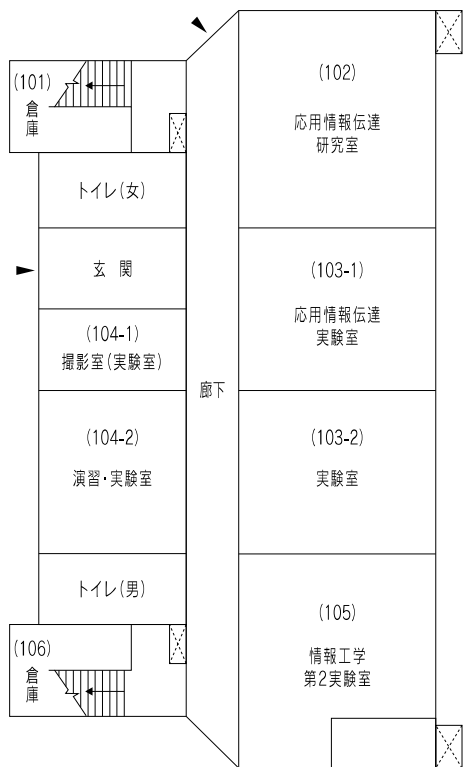 (101)
倉
庫
トイレ(女)
玄　関
(104-1)
撮影室(実験室)
(104-2)
演習・実験室
トイレ(男)
(106)
倉
庫
廊下
(102)
応用情報伝達
研究室
(103-1)
応用情報伝達
実験室
(103-2)
実験室
(105)
情報工学
第2実験室